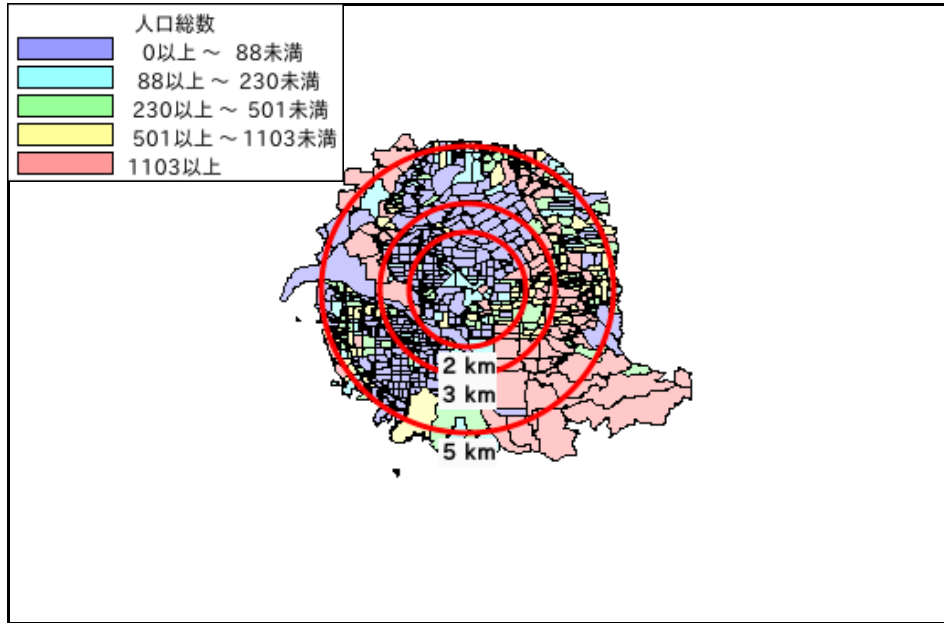 人口総数
0以上 ～ 88未満
88以上 ～ 230未満
230以上 ～ 501未満
501以上 ～ 1103未満
1103以上
2 km
3 km
5 km